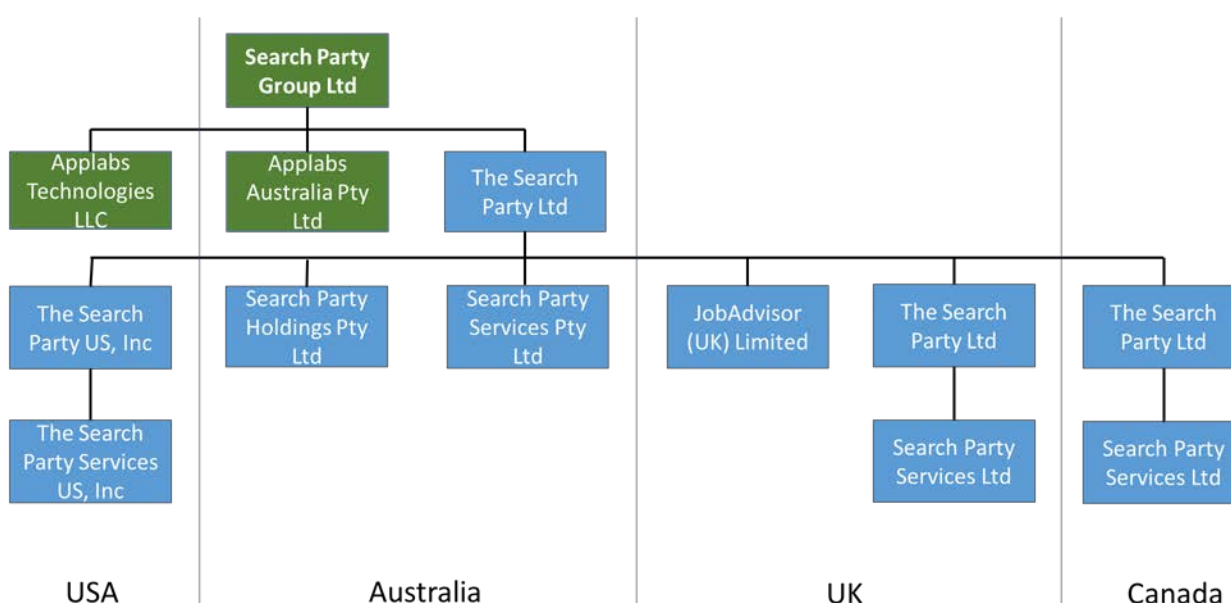 Search Party
Group Ltd
Applabs
Technologies
LLC
Applabs
Australia Pty
Ltd
The Search
Party Ltd
The Search
Party US, Inc
Search Party
Holdings Pty
Ltd
Search Party
Services Pty
Ltd
JobAdvisor
(UK) Limited
The Search
Party Ltd
The Search
Party Ltd
The Search
Party Services
US, Inc
Search Party
Services Ltd
Search Party
Services Ltd
USA
Australia
UK
Canada